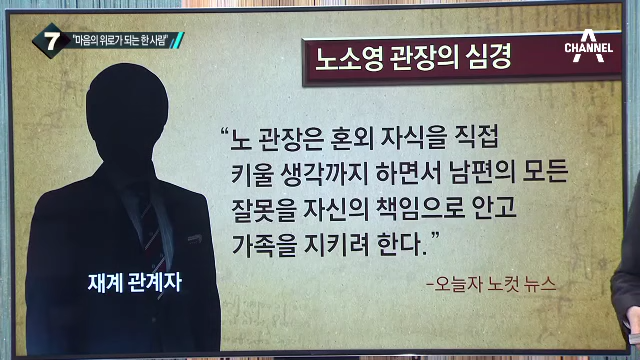 7
"마음의 위로가 되는 한 사람"
CHANNEL A
노소영 관장의 심경
"노 관장은 혼외 자식을 직접
키울 생각까지 하면서 남편의 모든
잘못을 자신의 책임으로 안고
가족을 지키려 한다."
재계 관계자
-오늘자 노컷 뉴스